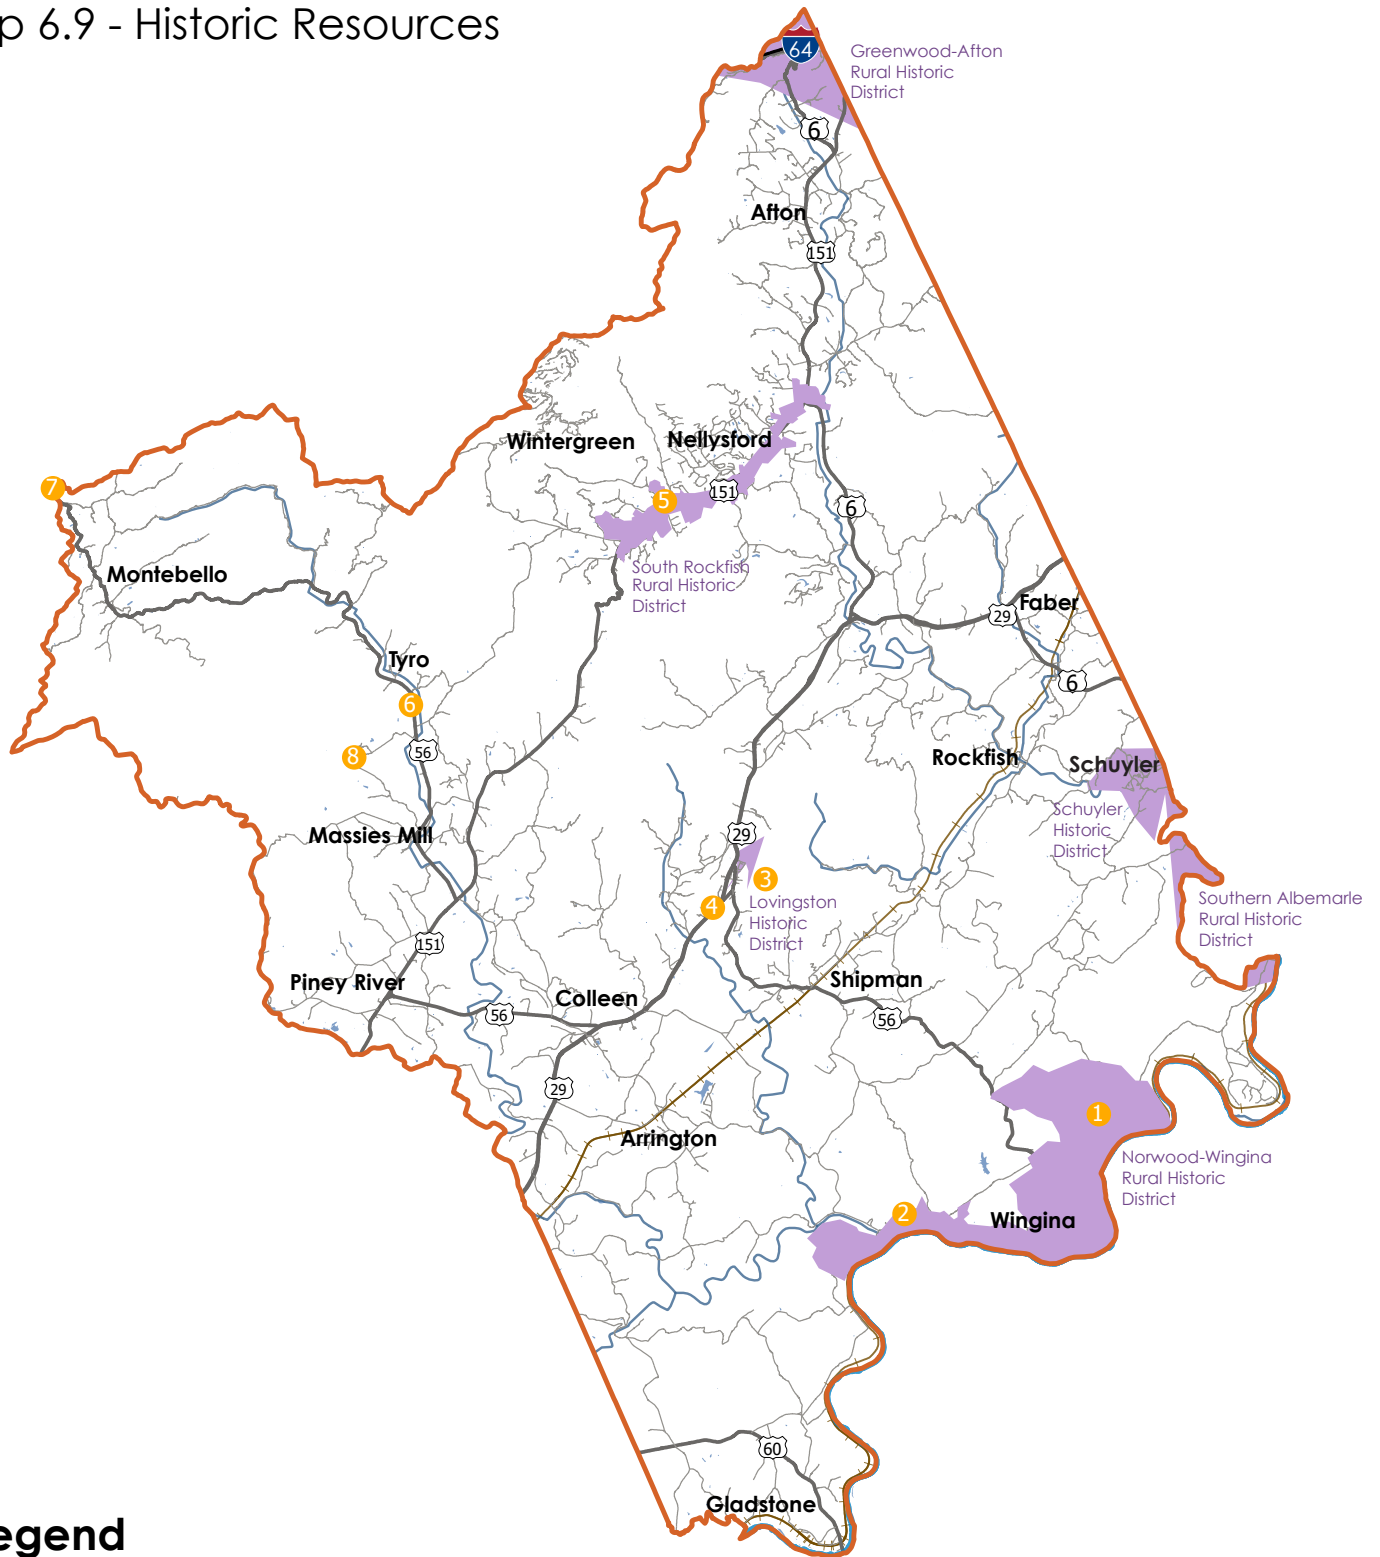 p 6.9 - Historic Resources
64
Greenwood-Afton
Rural Historic
District
6
Afton
151
Wintergreen
Nellysford
7
5
151
6
Montebello
South Rockfish
Rural Historic
District
29
Faber
Tyro
6
6
8
56
Rockfish
Schuyler
Schuyler
Historic
District
Massies Mill
29
3
4
Lovingston
Historic
District
Southern Albemarle
Rural Historic
District
151
Piney River
Colleen
Shipman
56
56
29
1
Arrington
Norwood-Wingina
Rural Historic
District
2
Wingina
60
Gladstone
egend